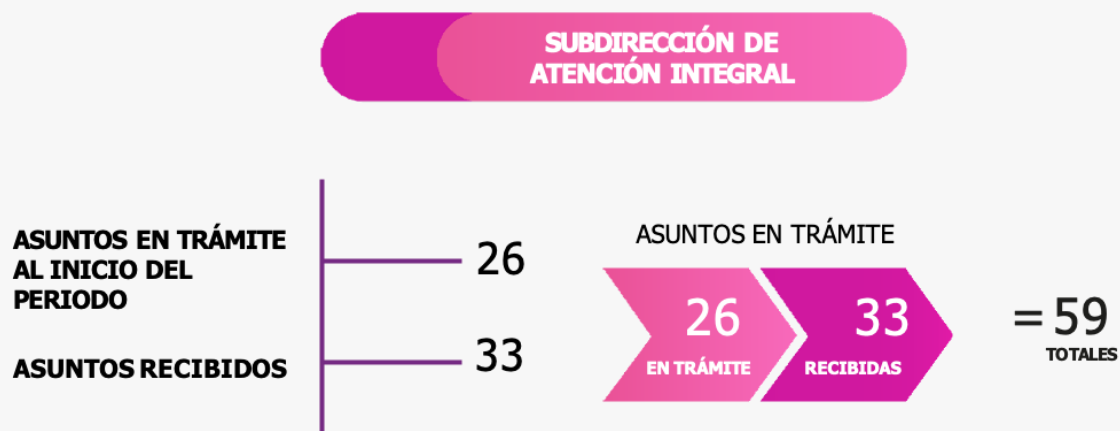 SUBDIRECCIÓN DE
ATENCIÓN INTEGRAL
ASUNTOS EN TRÁMITE
AL INICIO DEL
PERIODO
26
ASUNTOS RECIBIDOS
33
ASUNTOS EN TRÁMITE
26
EN TRÁMITE
33
RECIBIDAS
= 59
TOTALES